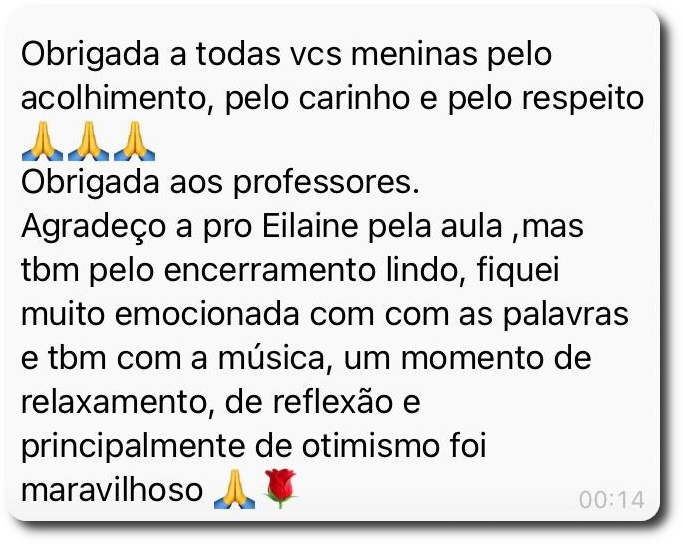 Obrigada a todas vcs meninas pelo
acolhimento, pelo carinho e pelo respeito
🙏🙏🙏
Obrigada aos professores.
Agradeço a pro Eilaine pela aula ,mas
tbm pelo encerramento lindo, fiquei
muito emocionada com com as palavras
e tbm com a música, um momento de
relaxamento, de reflexão e
principalmente de otimismo foi
maravilhoso 🙏🌹
00:14